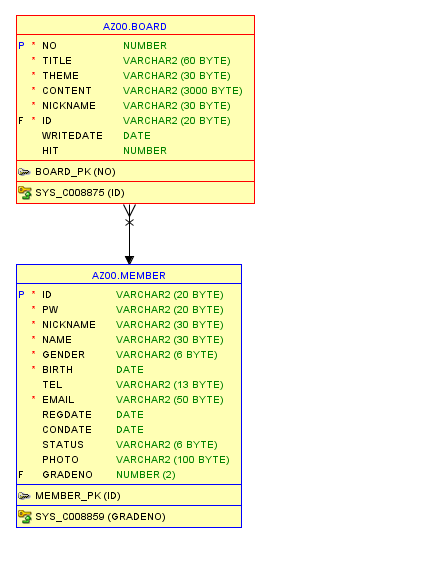 AZ00.BOARD
P * NO NUMBER
* TITLE VARCHAR2 (60 BYTE)
* THEME VARCHAR2 (30 BYTE)
* CONTENT VARCHAR2 (3000 BYTE)
* NICKNAME VARCHAR2 (30 BYTE)
F * ID VARCHAR2 (20 BYTE)
WRITEDATE DATE
HIT NUMBER
BOARD_PK (NO)
SYS_C008875 (ID)
AZ00.MEMBER
P * ID VARCHAR2 (20 BYTE)
* PW VARCHAR2 (20 BYTE)
* NICKNAME VARCHAR2 (30 BYTE)
* NAME VARCHAR2 (30 BYTE)
* GENDER VARCHAR2 (6 BYTE)
* BIRTH DATE
TEL VARCHAR2 (13 BYTE)
* EMAIL VARCHAR2 (50 BYTE)
REGDATE DATE
CONDATE DATE
STATUS VARCHAR2 (6 BYTE)
PHOTO VARCHAR2 (100 BYTE)
F GRADENO NUMBER (2)
MEMBER_PK (ID)
SYS_C008859 (GRADENO)